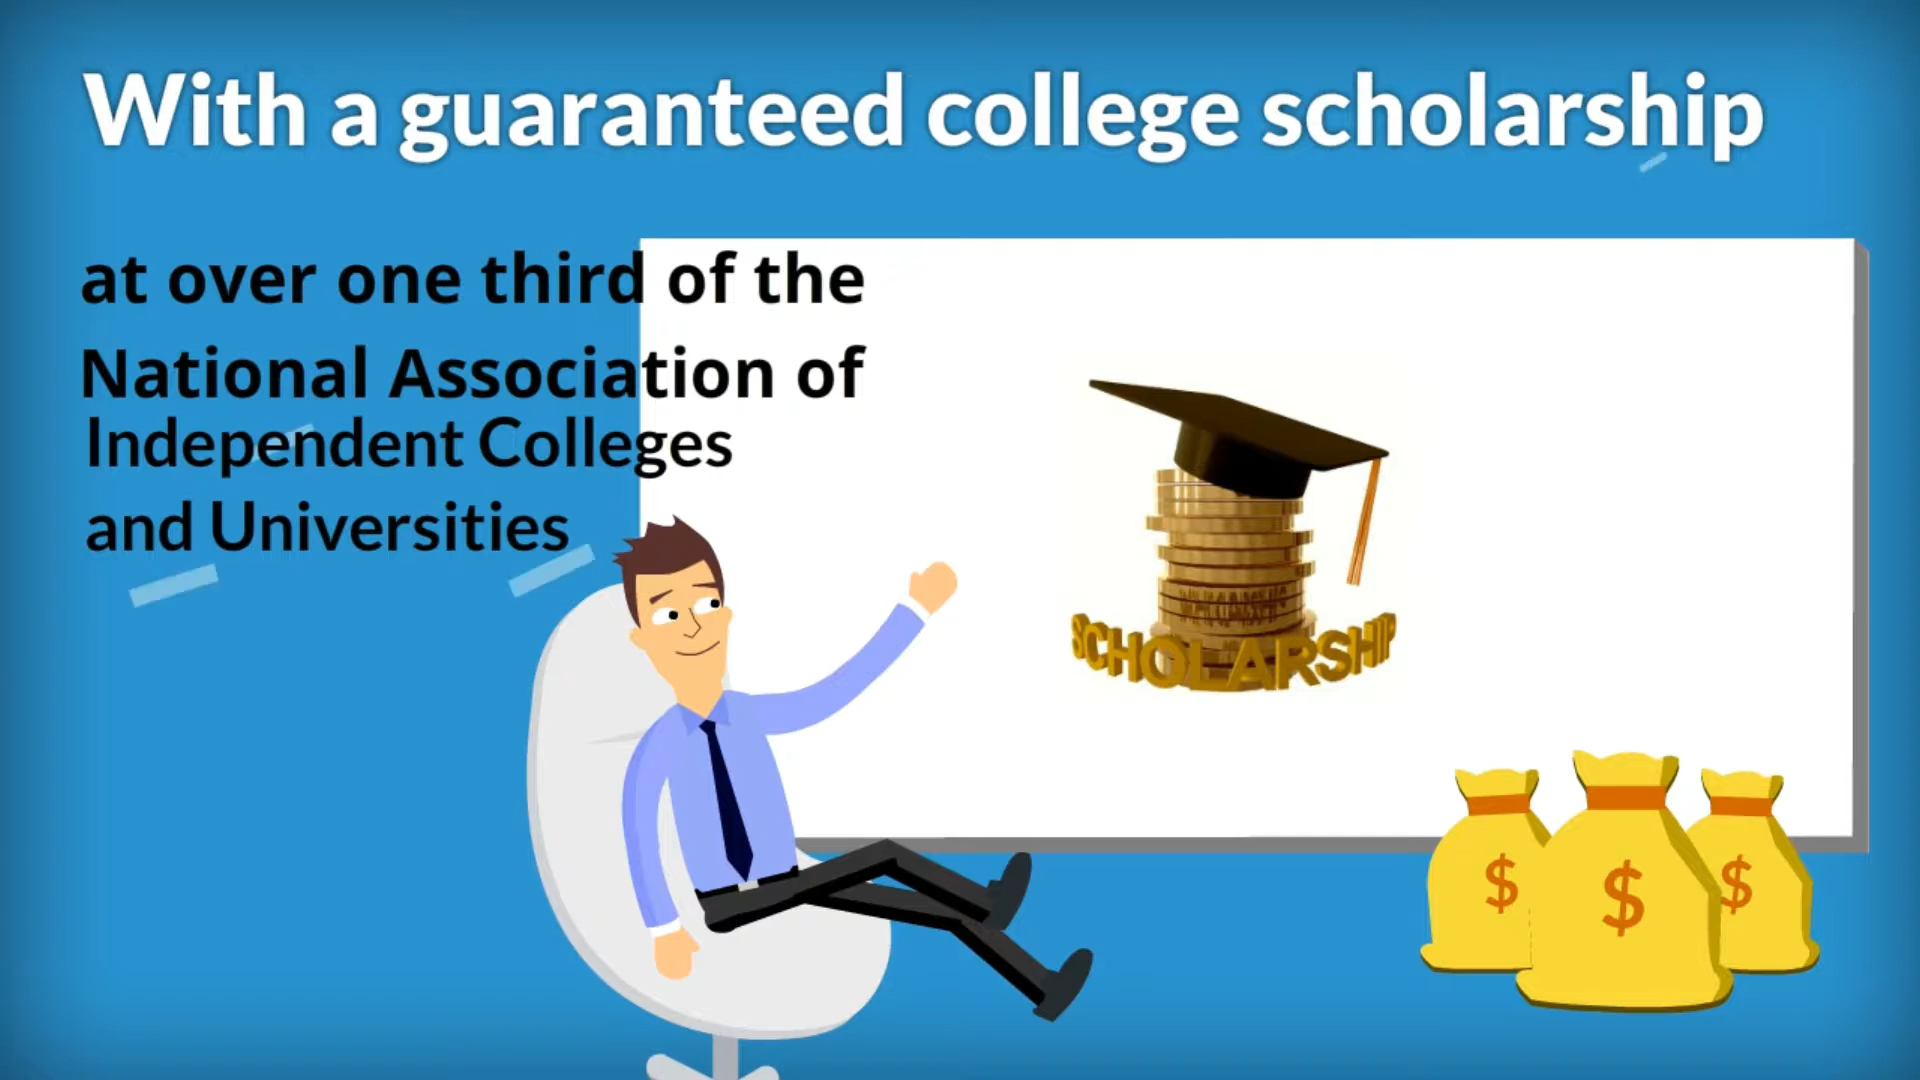 With a guaranteed college scholarship
at over one third of the
National Association of
Independent Colleges
and Universities
SCHOLARSHIP
$ $ $